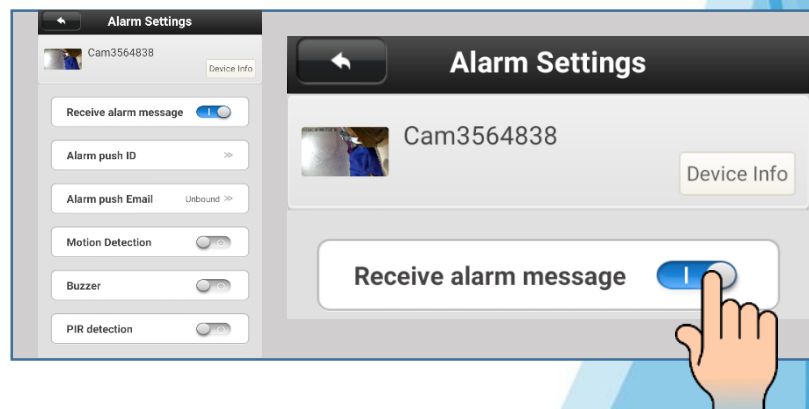 Alarm Settings
Cam3564838
Device Info
Receive alarm message
Alarm push ID >>
Alarm push Email Unbound >>
Motion Detection
Buzzer
PIR detection
Alarm Settings
Cam3564838
Device Info
Receive alarm message